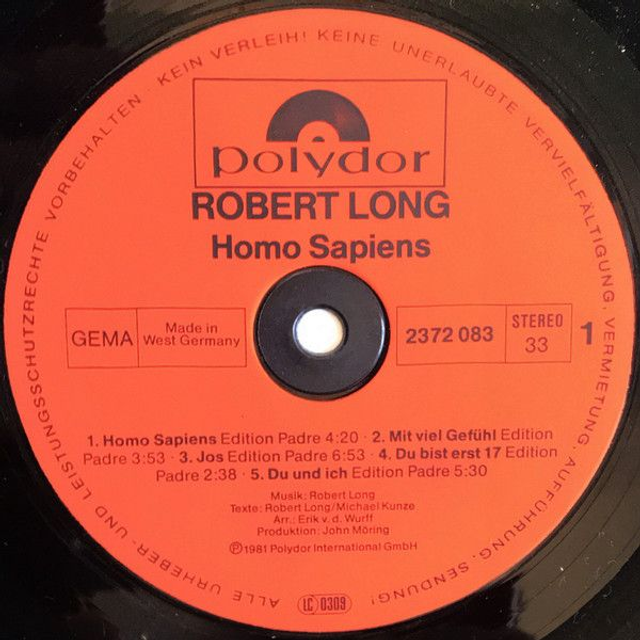 ALLE URHEBER- UND LEISTUNGSSCHUTZRECHTE VORBEHALTEN · KEIN VERLEIH! KEINE UNERLAUBTE VERVIELFÄLTIGUNG, VERMIETUNG, AUFFÜHRUNG, SENDUNG!
polydor
ROBERT LONG
Homo Sapiens
GEMA
Made in
West Germany
2372 083
STEREO
33
1
1. Homo Sapiens Edition Padre 4:20 · 2. Mit viel Gefühl Edition
Padre 3:53 · 3. Jos Edition Padre 6:53 · 4. Du bist erst 17 Edition
Padre 2:38 · 5. Du und ich Edition Padre 5:30
Musik: Robert Long
Texte: Robert Long/Michael Kunze
Arr.: Erik v. d. Wurff
Produktion: John Möring
Ⓟ1981 Polydor International GmbH
LC 0309